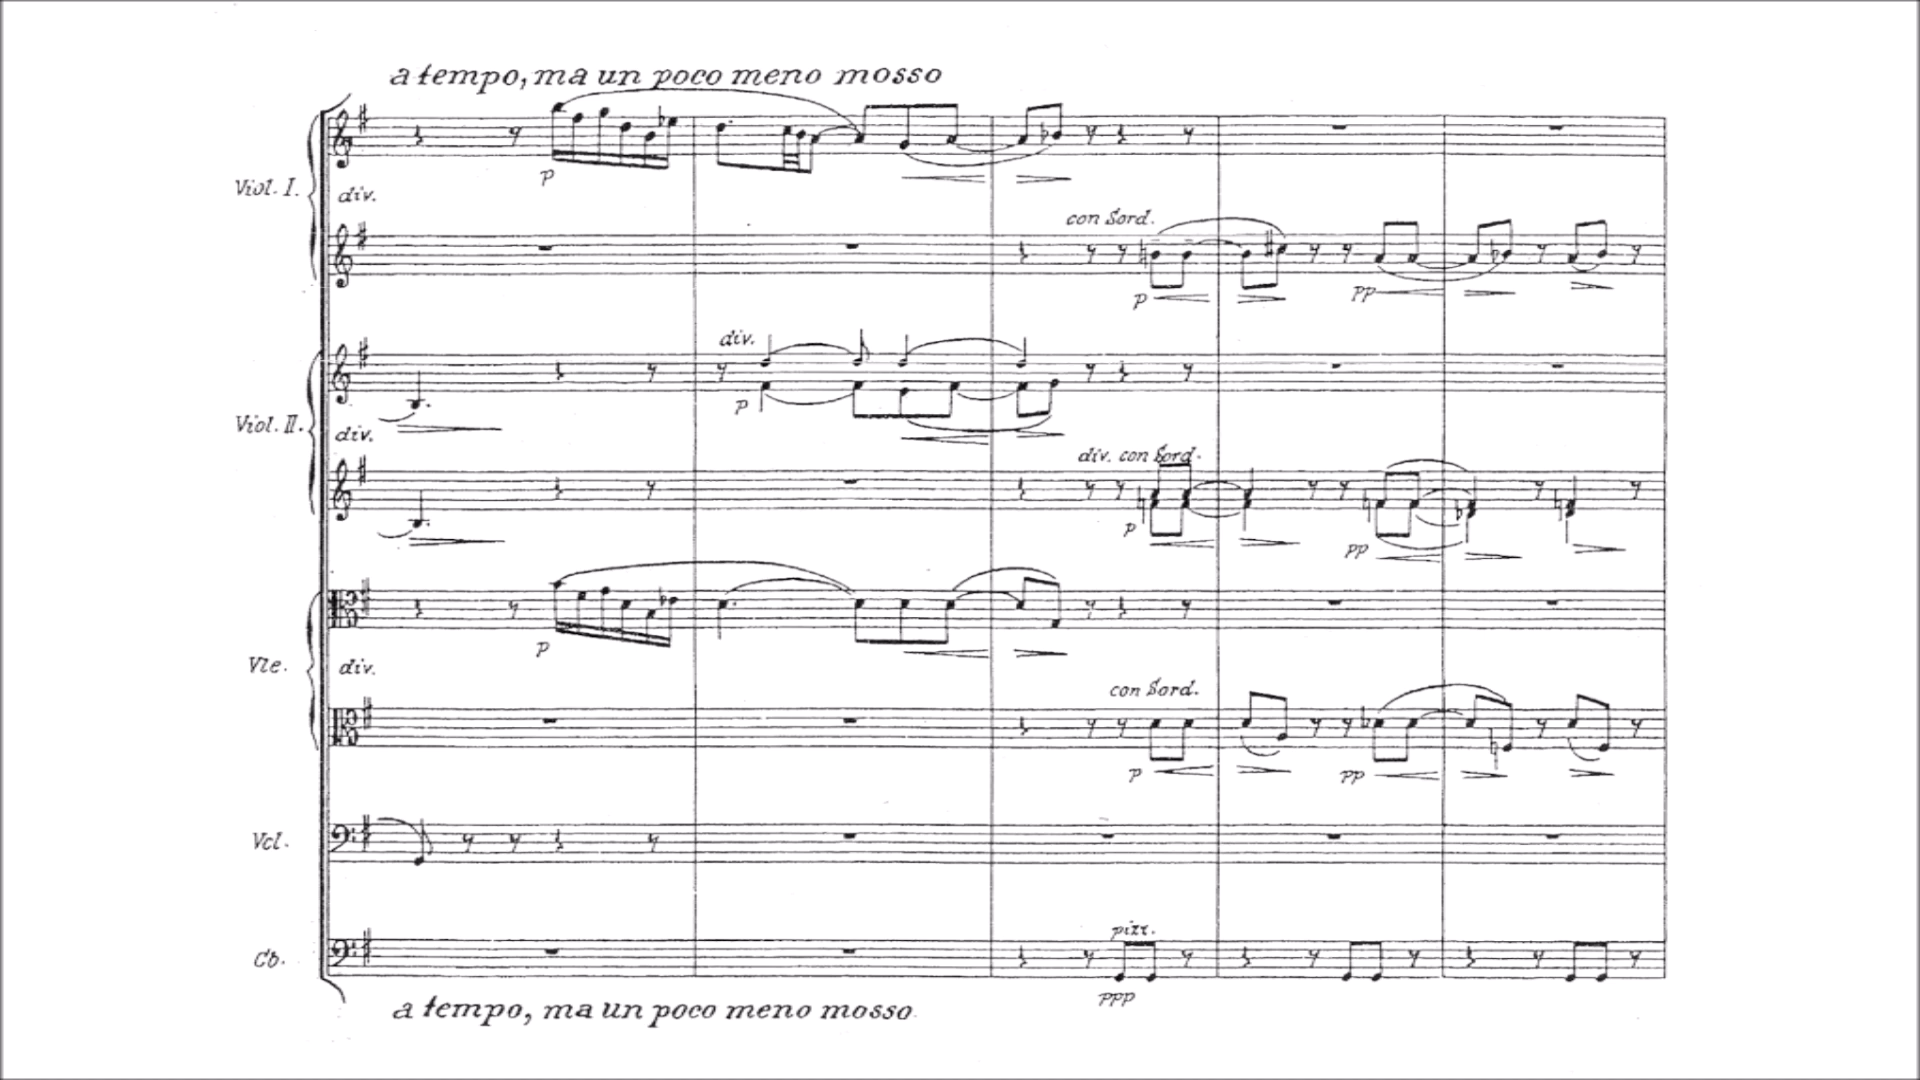 a tempo, ma un poco meno mosso
p
Viol. I.
div.
con Sord.
p
pp
div.
p
Viol. II.
div.
div. con Sord.
p
pp
p
Vle.
div.
con Sord.
p
pp
Vcl.
pizz.
Cb.
ppp
a tempo, ma un poco meno mosso